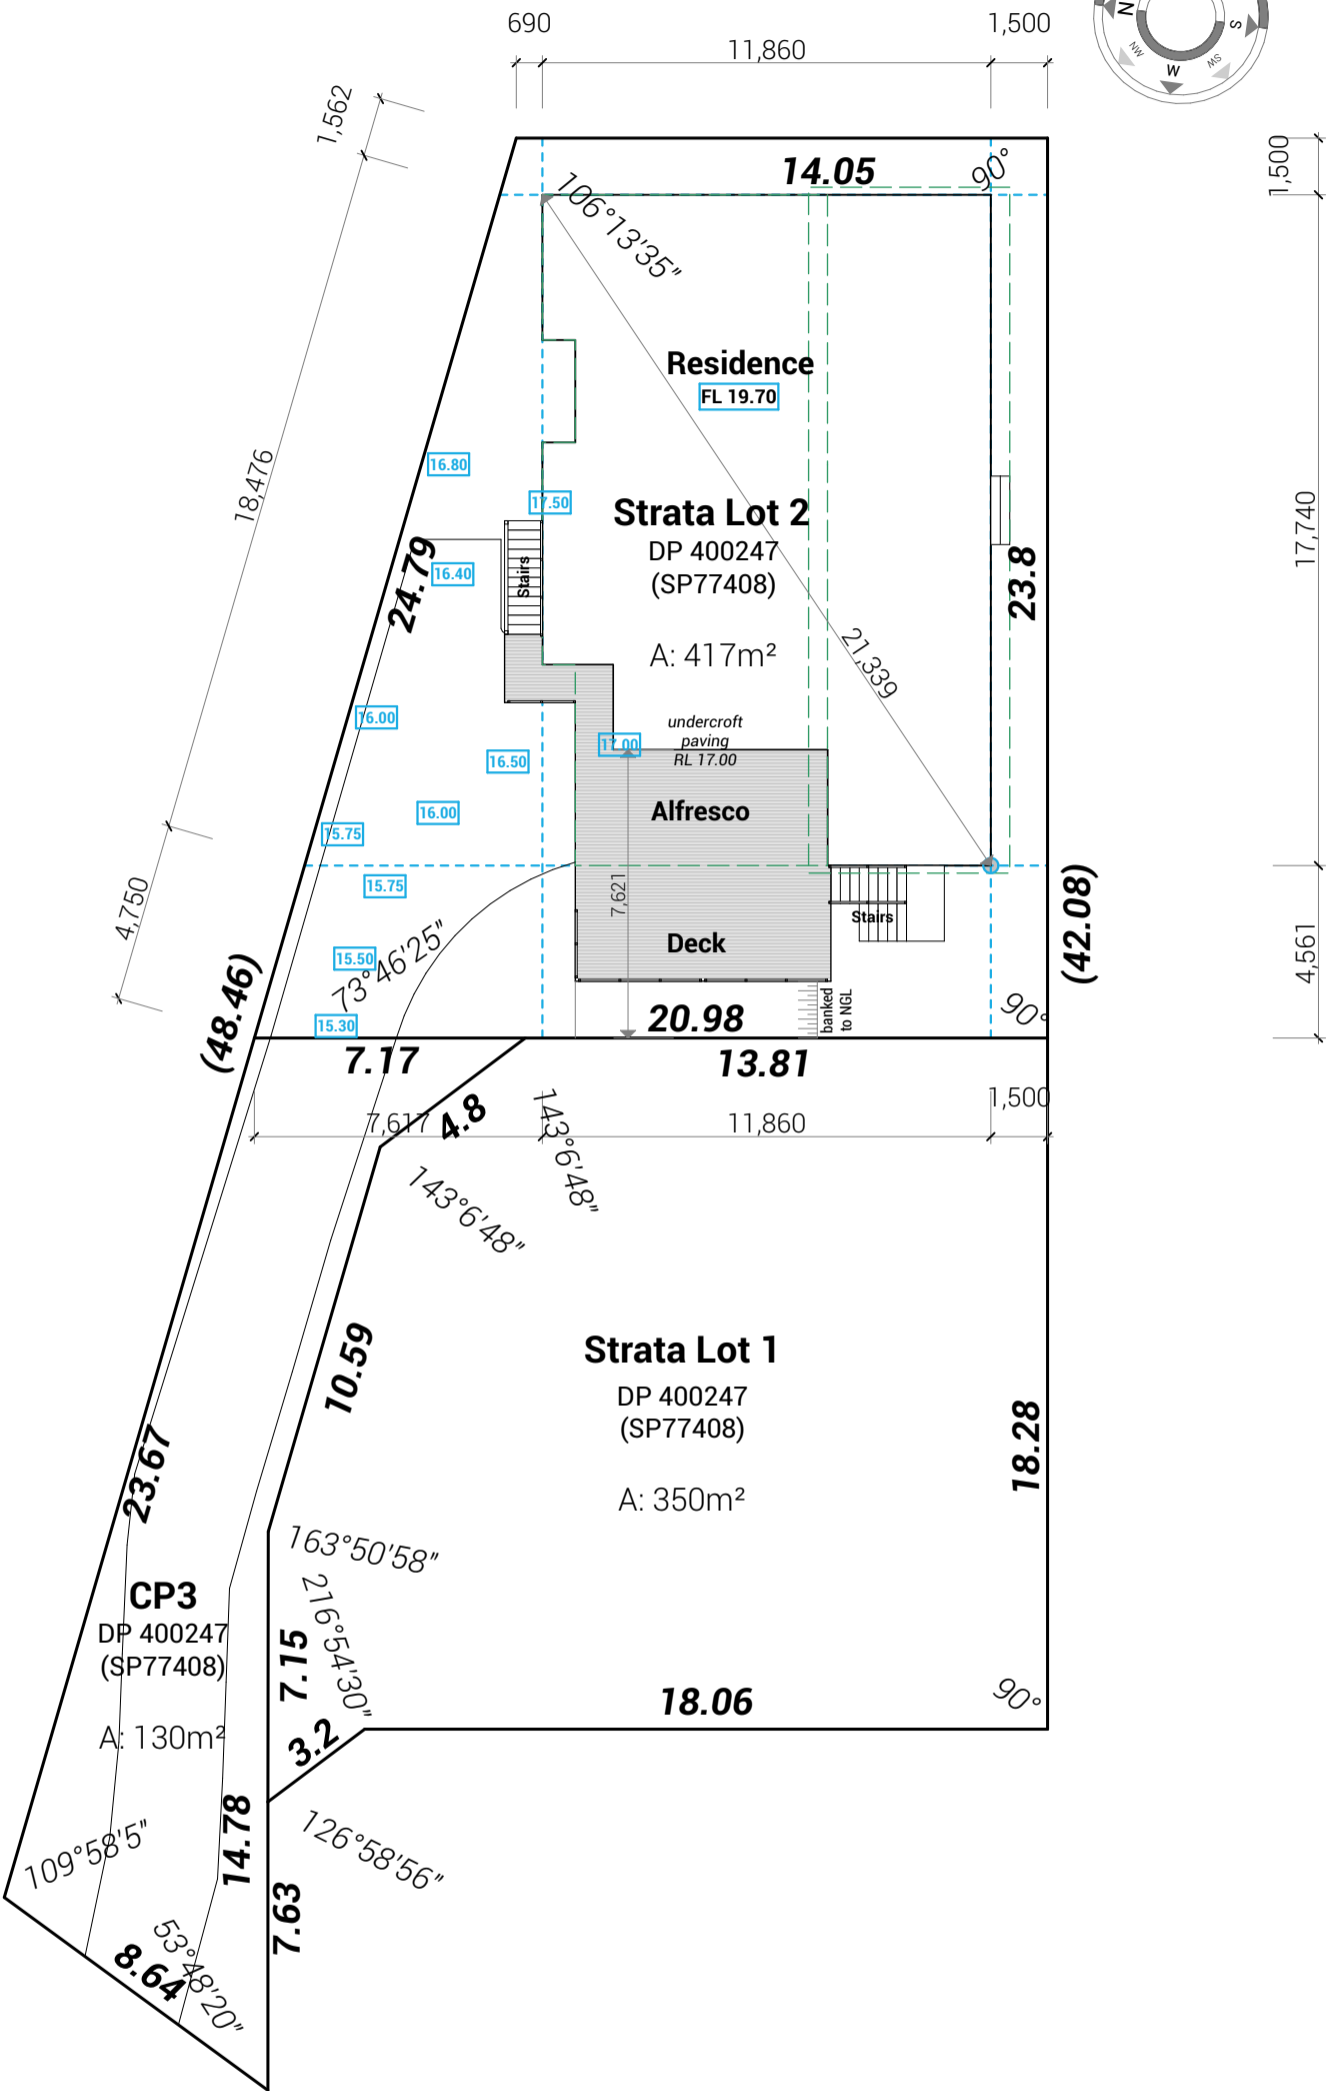 690
11,860
1,500
N
S
NW
SW
W
1,562
1,500
14.05
90°
106°13'35"
Residence
FL 19.70
18,476
16.80
17.50
Strata Lot 2
DP 400247
(SP77408)
17,740
24.79
16.40
Stairs
23.8
A: 417m²
21,339
16.00
undercroft
paving
RL 17.00
17.00
16.50
16.00
Alfresco
15.75
15.75
4,750
7,621
Stairs
(42.08)
73°46'25"
Deck
4,561
15.50
(48.46)
15.30
20.98
banked
to NGL
90°
7.17
13.81
1,500
7,617
4.8
11,860
143°6'48"
143°6'48"
10.59
Strata Lot 1
DP 400247
(SP77408)
18.28
A: 350m²
23.67
163°50'58"
CP3
DP 400247
(SP77408)
216°54'30"
7.15
A: 130m²
18.06
90°
3.2
14.78
109°58'5"
126°58'56"
7.63
53°48'20"
8.64